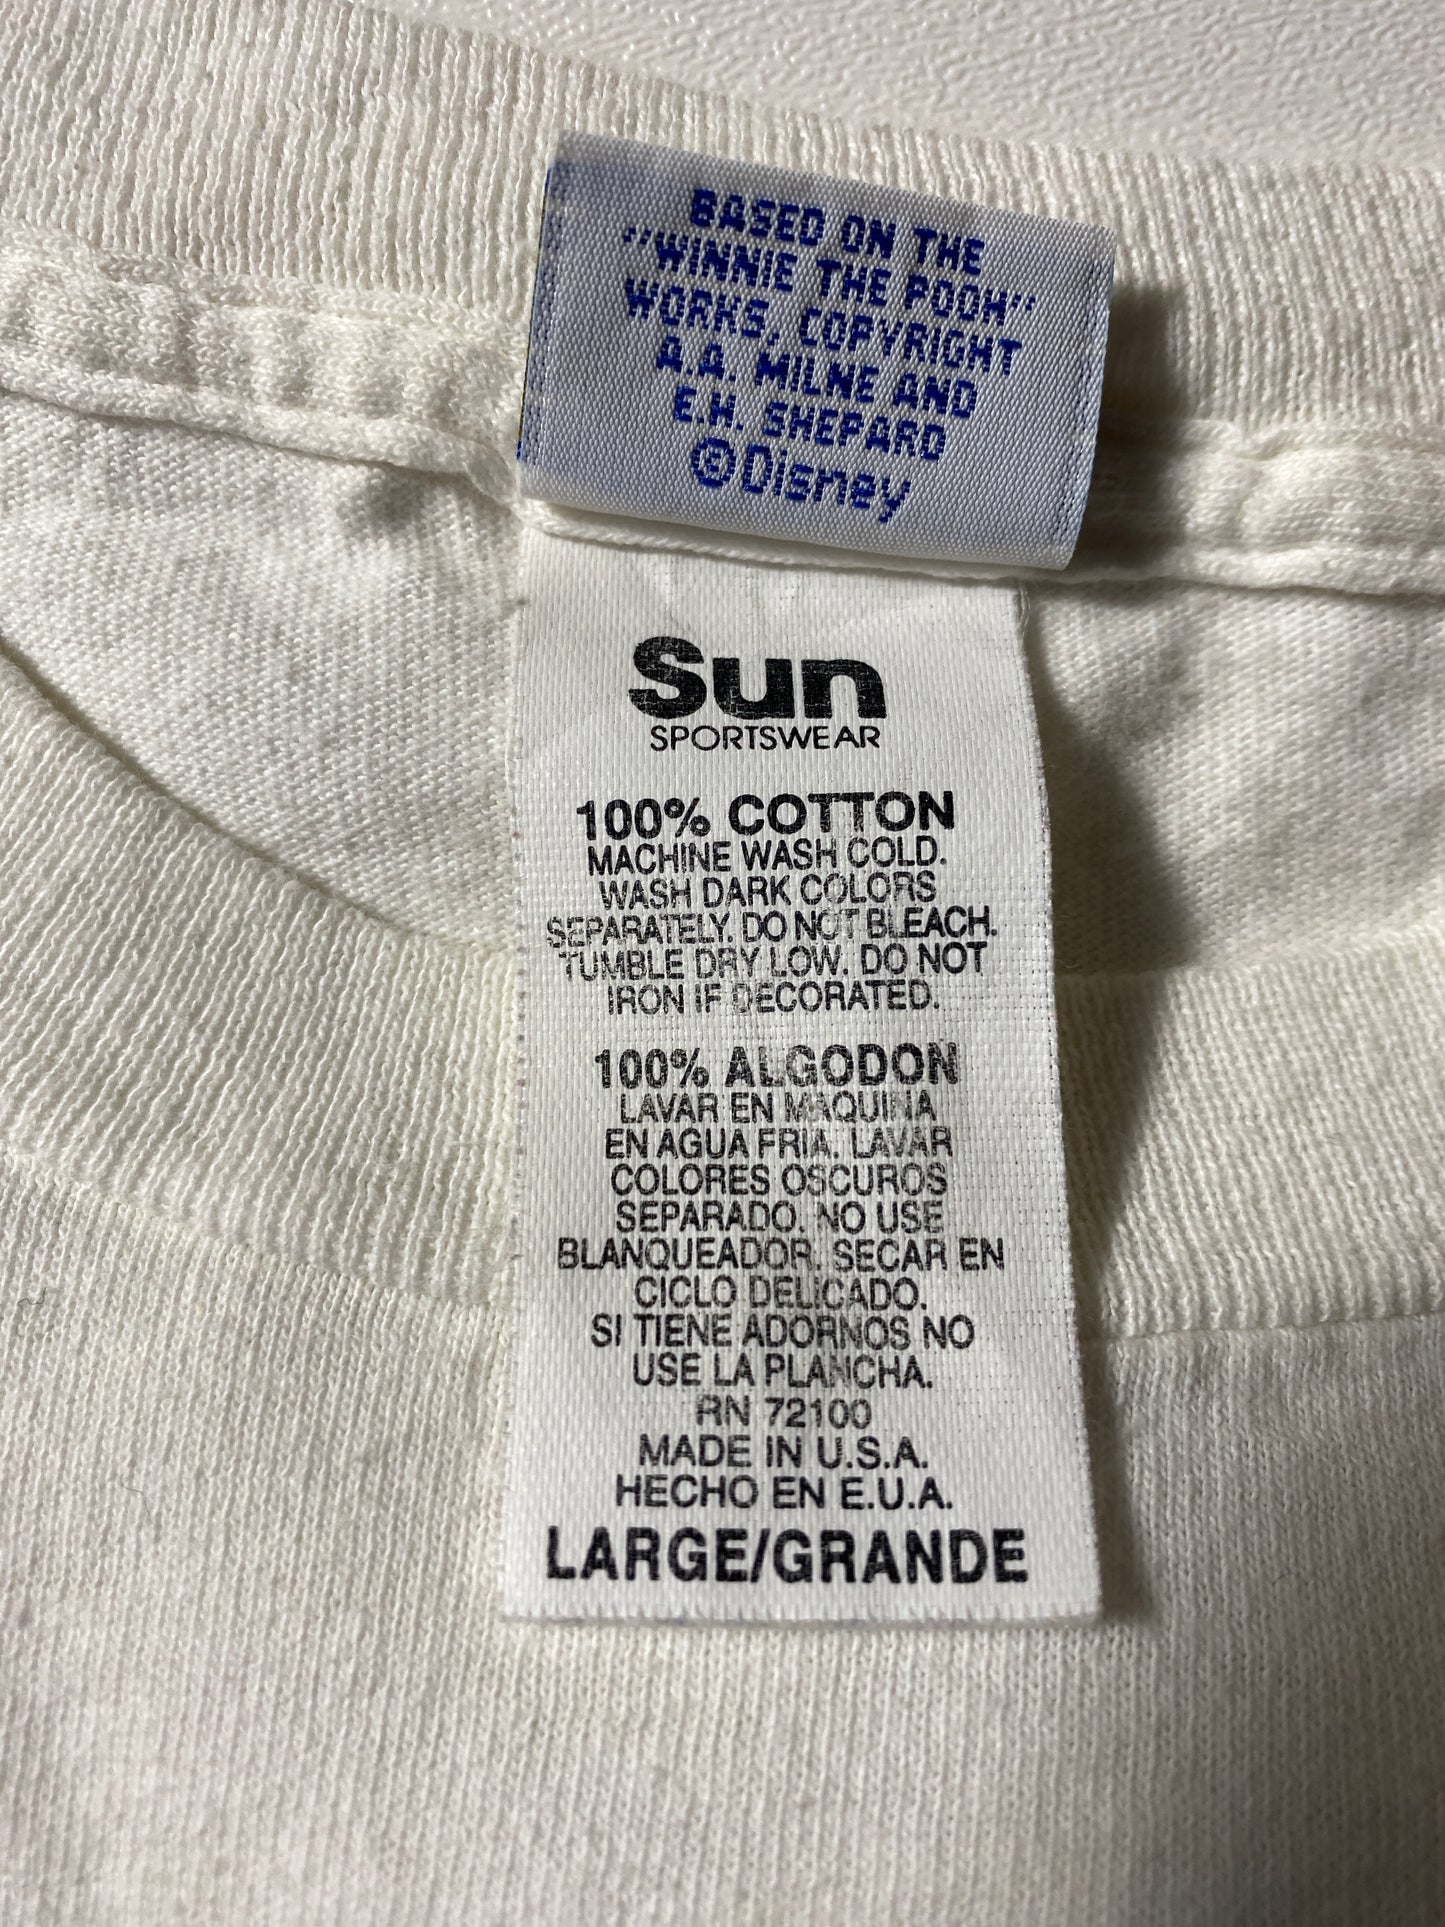 BASED ON THE
"WINNIE THE POOH"
WORKS, COPYRIGHT
A.A. MILNE AND
E.H. SHEPARD
©Disney
Sun
SPORTSWEAR
100% COTTON
MACHINE WASH COLD.
WASH DARK COLORS
SEPARATELY. DO NOT BLEACH.
TUMBLE DRY LOW. DO NOT
IRON IF DECORATED.
100% ALGODON
LAVAR EN MAQUINA
EN AGUA FRIA. LAVAR
COLORES OSCUROS
SEPARADO. NO USE
BLANQUEADOR. SECAR EN
CICLO DELICADO.
SI TIENE ADORNOS NO
USE LA PLANCHA.
RN 72100
MADE IN U.S.A.
HECHO EN E.U.A.
LARGE/GRANDE